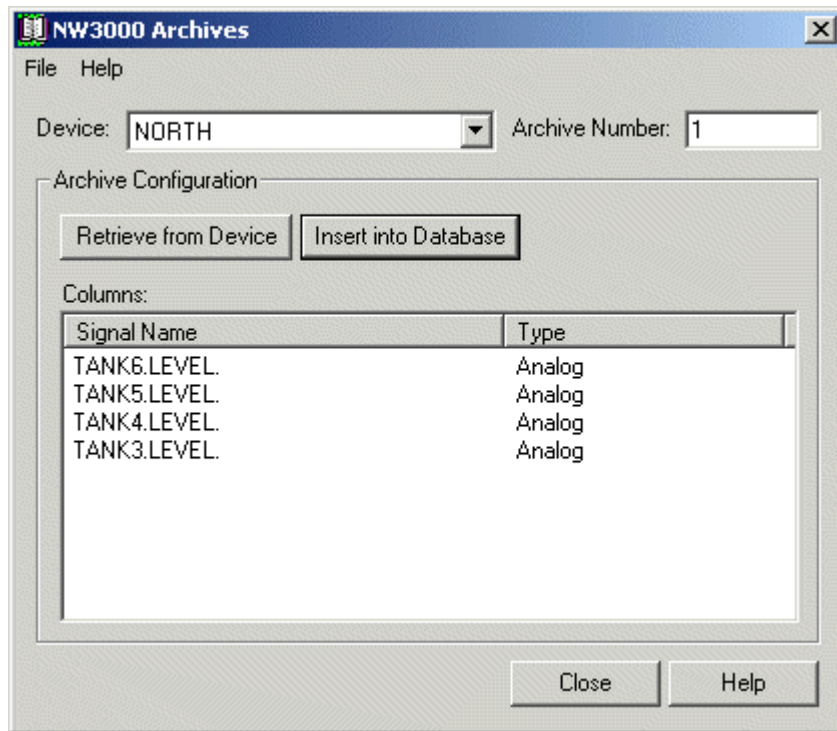 NW3000 Archives
File Help
Device: NORTH Archive Number: 1
Archive Configuration
Retrieve from Device Insert into Database
Columns:
Signal Name Type
TANK6.LEVEL. Analog
TANK5.LEVEL. Analog
TANK4.LEVEL. Analog
TANK3.LEVEL. Analog
Close Help